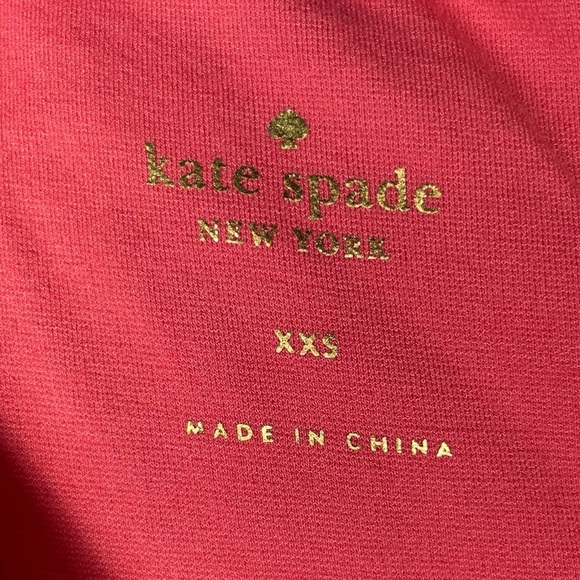 kate spade
NEW YORK
XXS
MADE IN CHINA